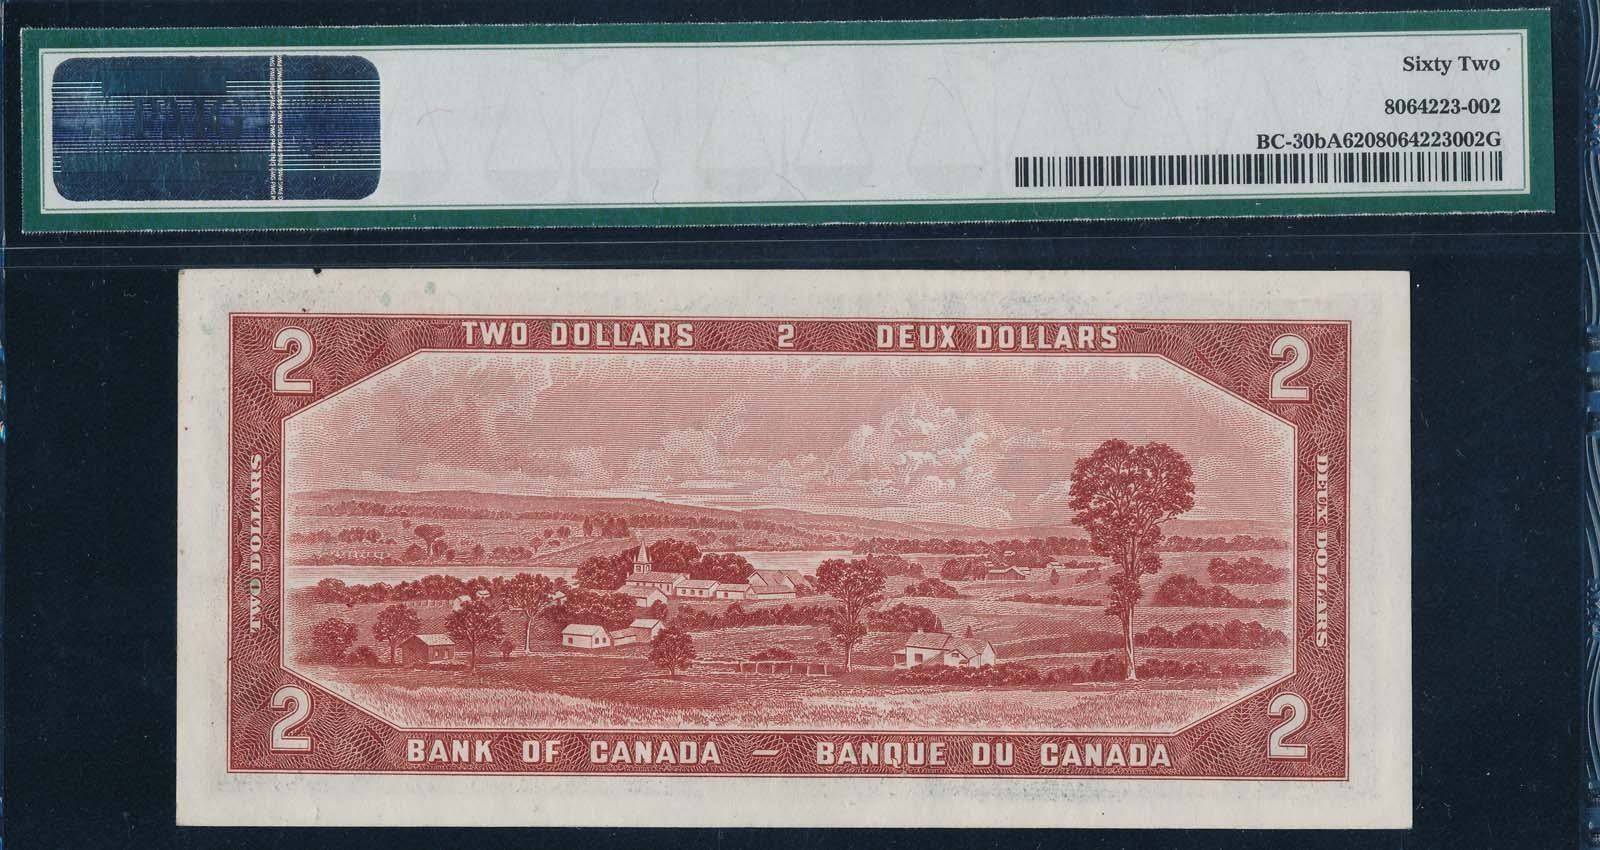 Sixty Two
8064223-002
BC-30bA6208064223002G
PMG
2 TWO DOLLARS 2 DEUX DOLLARS 2
TWO DOLLARS
DEUX DOLLARS
2 BANK OF CANADA — BANQUE DU CANADA 2